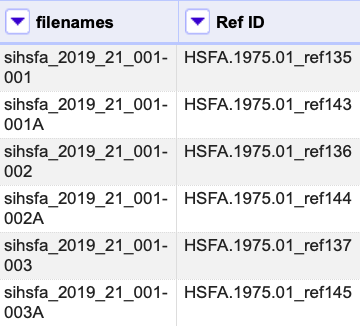 filenames Ref ID
sihsfa_2019_21_001- HSFA.1975.01_ref135
001
sihsfa_2019_21_001- HSFA.1975.01_ref143
001A
sihsfa_2019_21_001- HSFA.1975.01_ref136
002
sihsfa_2019_21_001- HSFA.1975.01_ref144
002A
sihsfa_2019_21_001- HSFA.1975.01_ref137
003
sihsfa_2019_21_001- HSFA.1975.01_ref145
003A